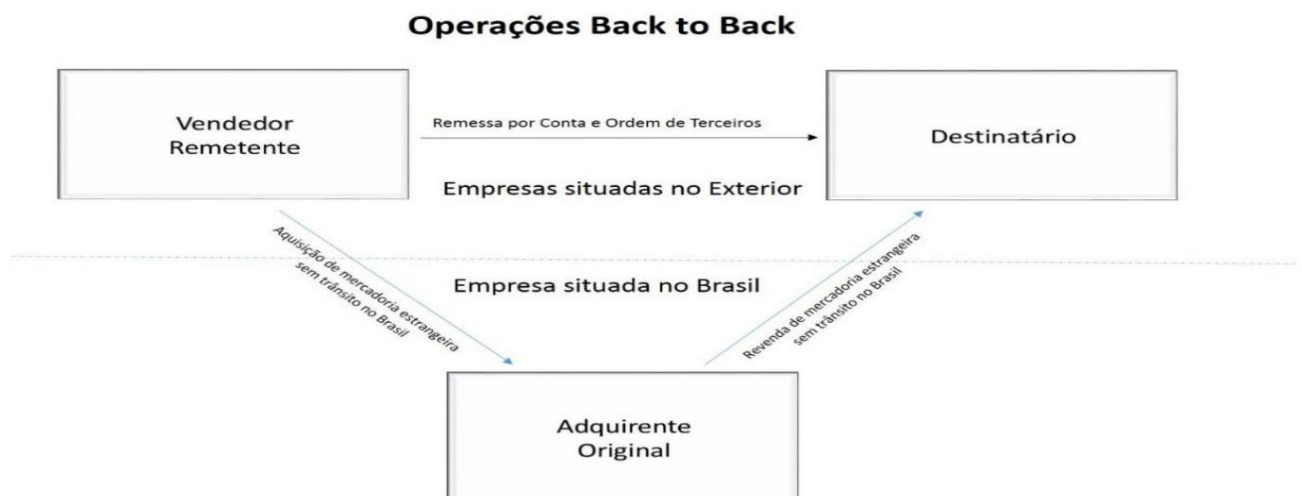 Operações Back to Back
Vendedor
Remetente
Remessa por Conta e Ordem de Terceiros
Destinatário
Empresas situadas no Exterior
Aquisição de mercadoria estrangeira
sem trânsito no Brasil
Empresa situada no Brasil
Revenda de mercadoria estrangeira
sem trânsito no Brasil
Adquirente
Original